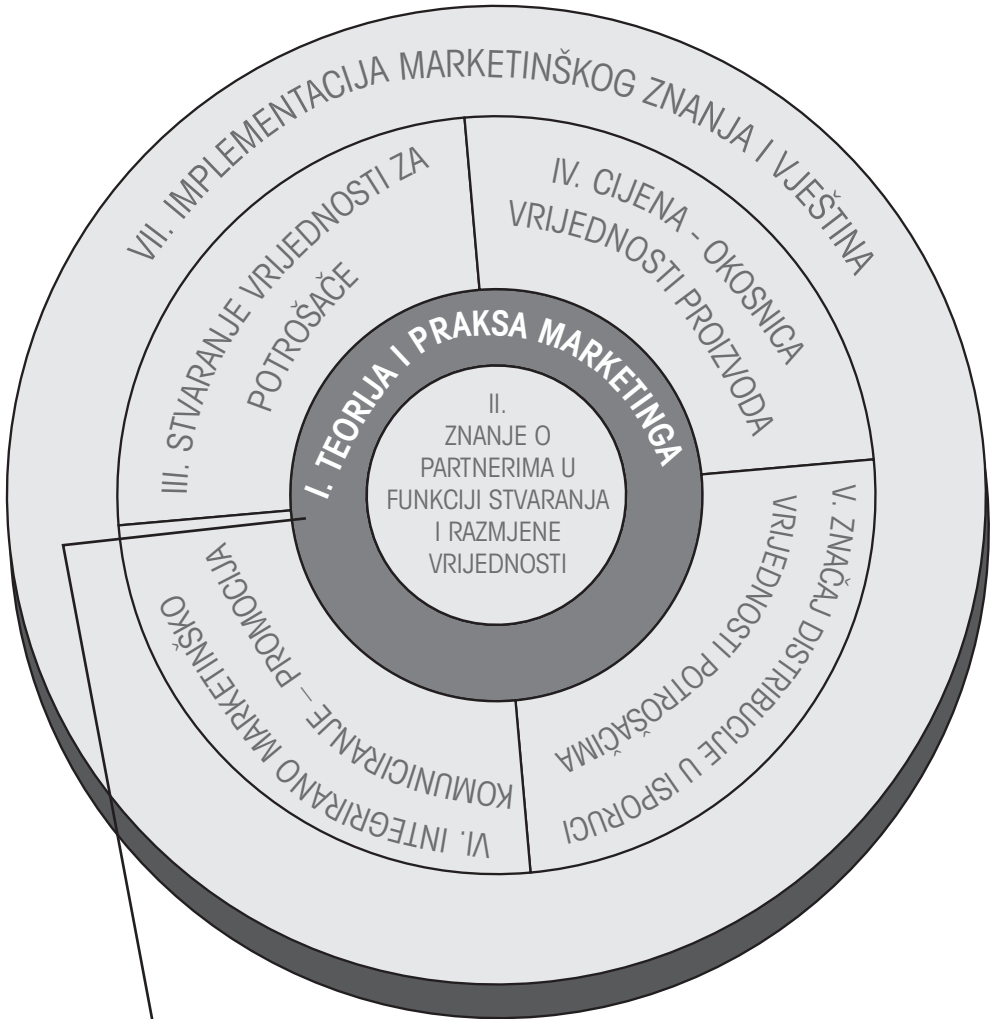 VII. IMPLEMENTACIJA MARKETINŠKOG ZNANJA I VJEŠTINA
III. STVARANJE VRIJEDNOSTI ZA
POTROŠAČE
IV. CIJENA - OKOSNICA
VRIJEDNOSTI PROIZVODA
I. TEORIJA I PRAKSA MARKETINGA
II.
ZNANJE O
PARTNERIMA U
FUNKCIJI STVARANJA
I RAZMJENE
VRIJEDNOSTI
V. ZNAČAJ DISTRIBUCIJE U ISPORUCI
VRIJEDNOSTI POTROŠAČIMA
VI. INTEGRIRANO MARKETINŠKO
KOMUNICIRANJE – PROMOCIJA